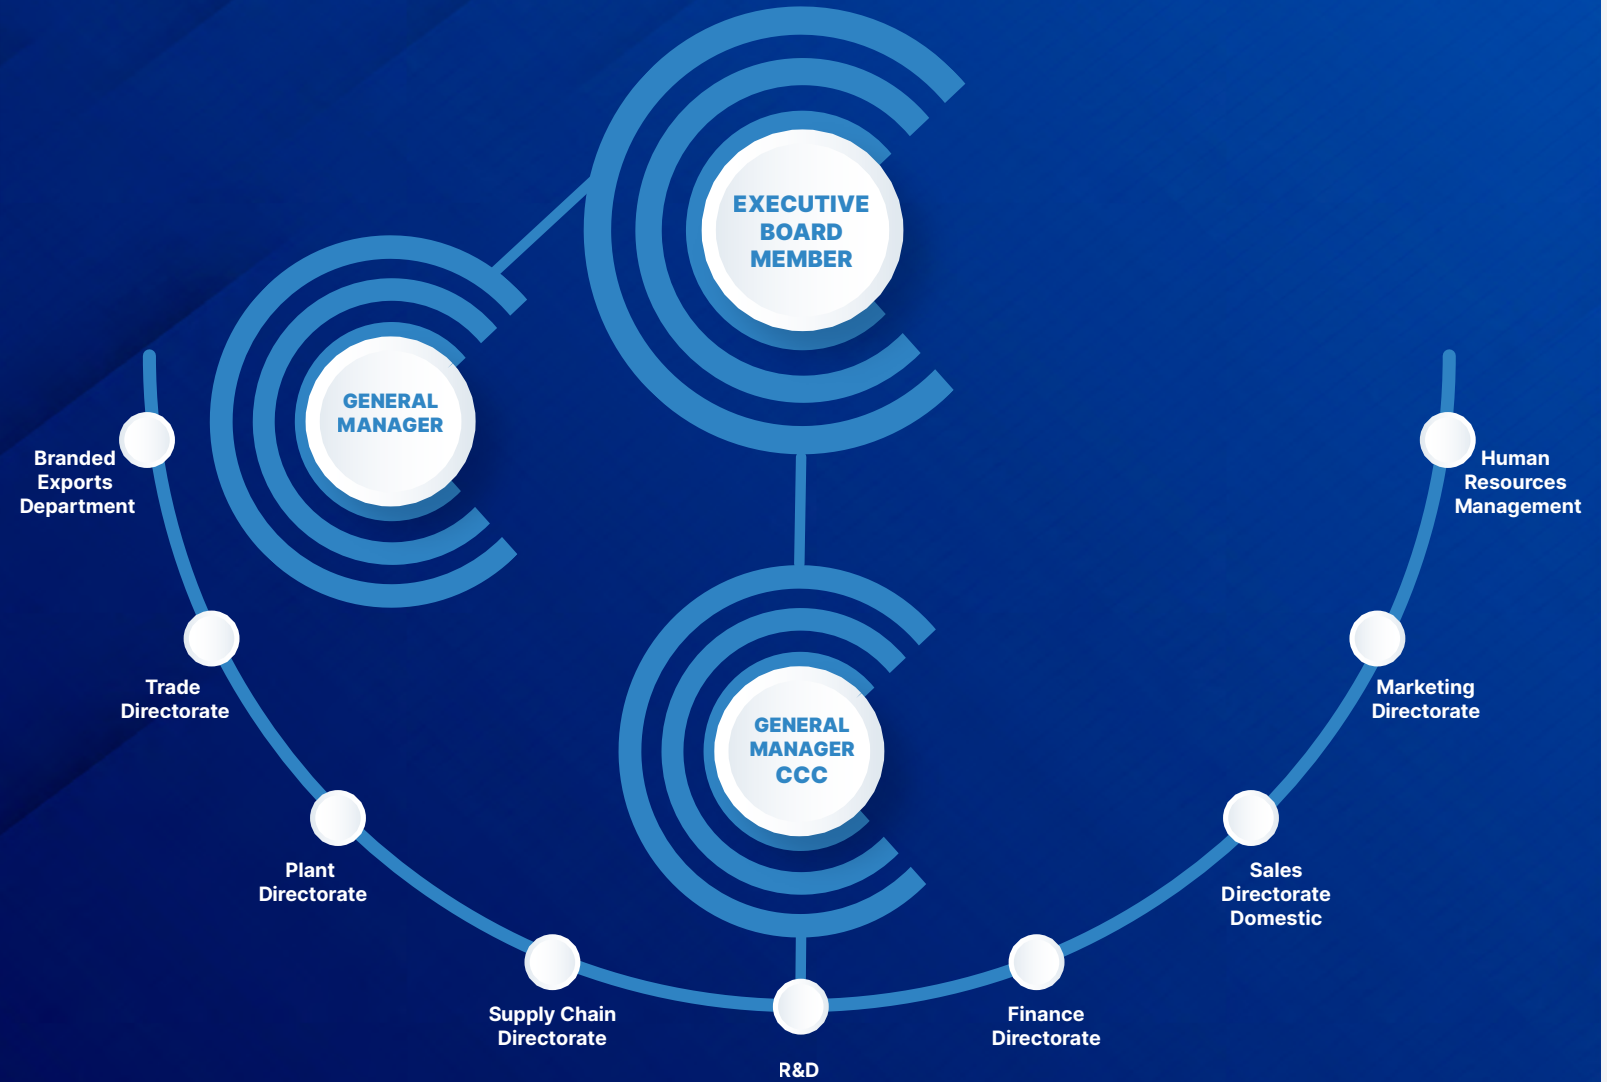 EXECUTIVE
BOARD
MEMBER
GENERAL
MANAGER
GENERAL
MANAGER
CCC
Branded
Exports
Department
Trade
Directorate
Plant
Directorate
Supply Chain
Directorate
R&D
Finance
Directorate
Sales
Directorate
Domestic
Marketing
Directorate
Human
Resources
Management